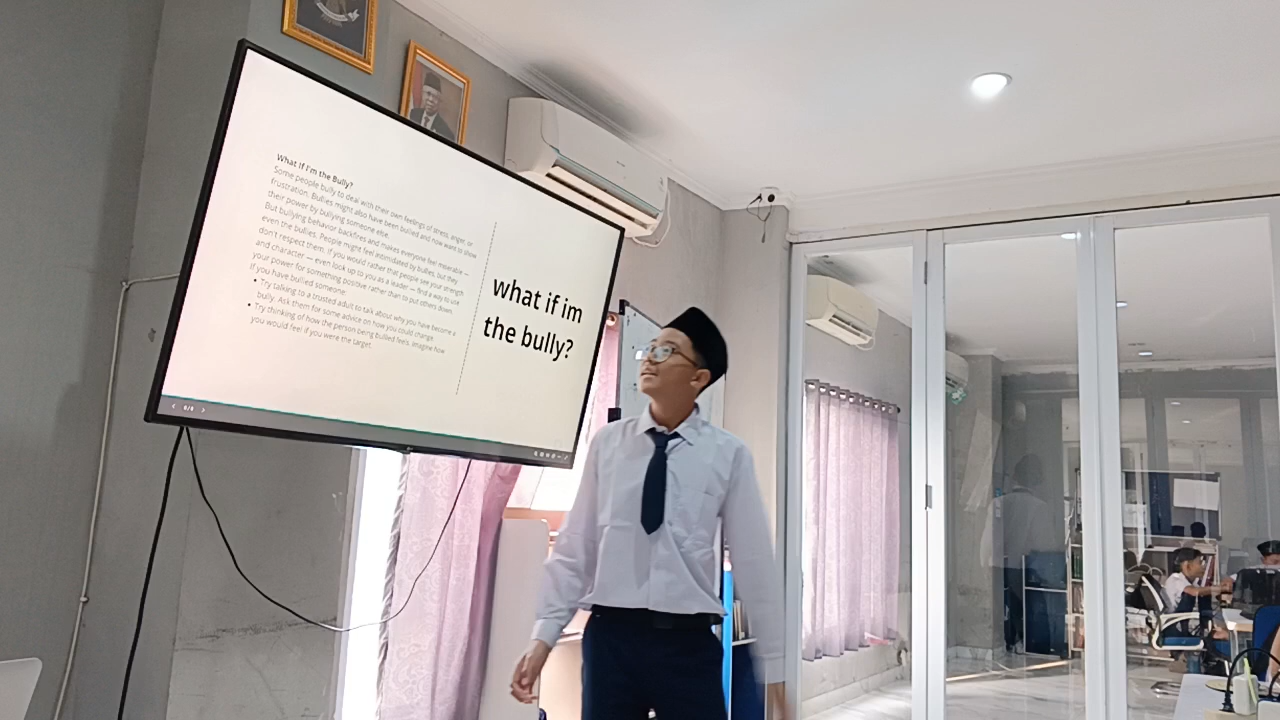 What If I'm the Bully?
Some people bully to deal with their own feelings of stress, anger, or
frustration. Bullies might also have been bullied and now want to show
their power by bullying someone else.
But bullying behavior backfires and makes everyone feel miserable —
even the bullies. People might feel intimidated by bullies, but they
don't respect them. If you would rather that people see your strength
and character — even look up to you as a leader — find a way to use
your power for something positive rather than to put others down.
If you have bullied someone:
• Try talking to a trusted adult to talk about why you have become a
bully. Ask them for some advice on how you could change.
• Try thinking of how the person being bullied feels. Imagine how
you would feel if you were the target.
what if im
the bully?